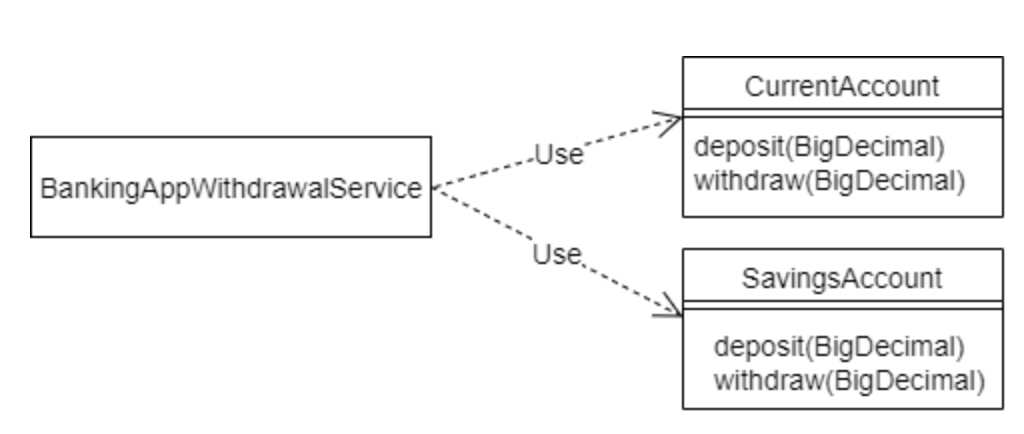 CurrentAccount
deposit(BigDecimal)
withdraw(BigDecimal)
Use
BankingAppWithdrawalService
Use
SavingsAccount
deposit(BigDecimal)
withdraw(BigDecimal)